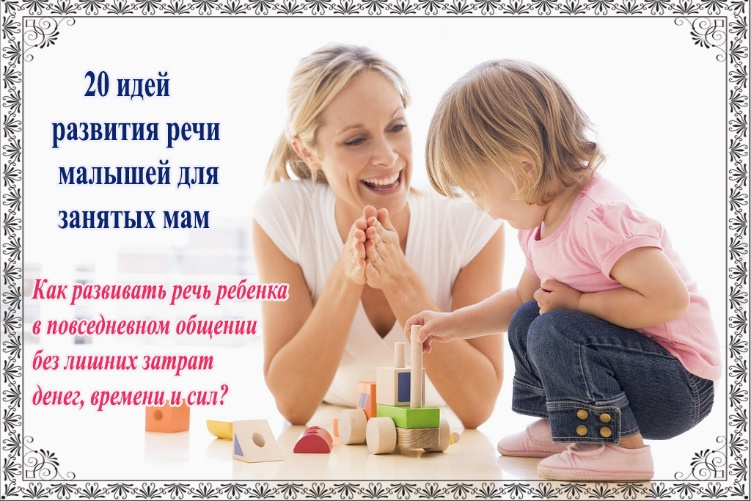 20 идей
развития речи
малышей для
занятых мам
Как развивать речь ребенка
в повседневном общении
без лишних затрат
денег, времени и сил?